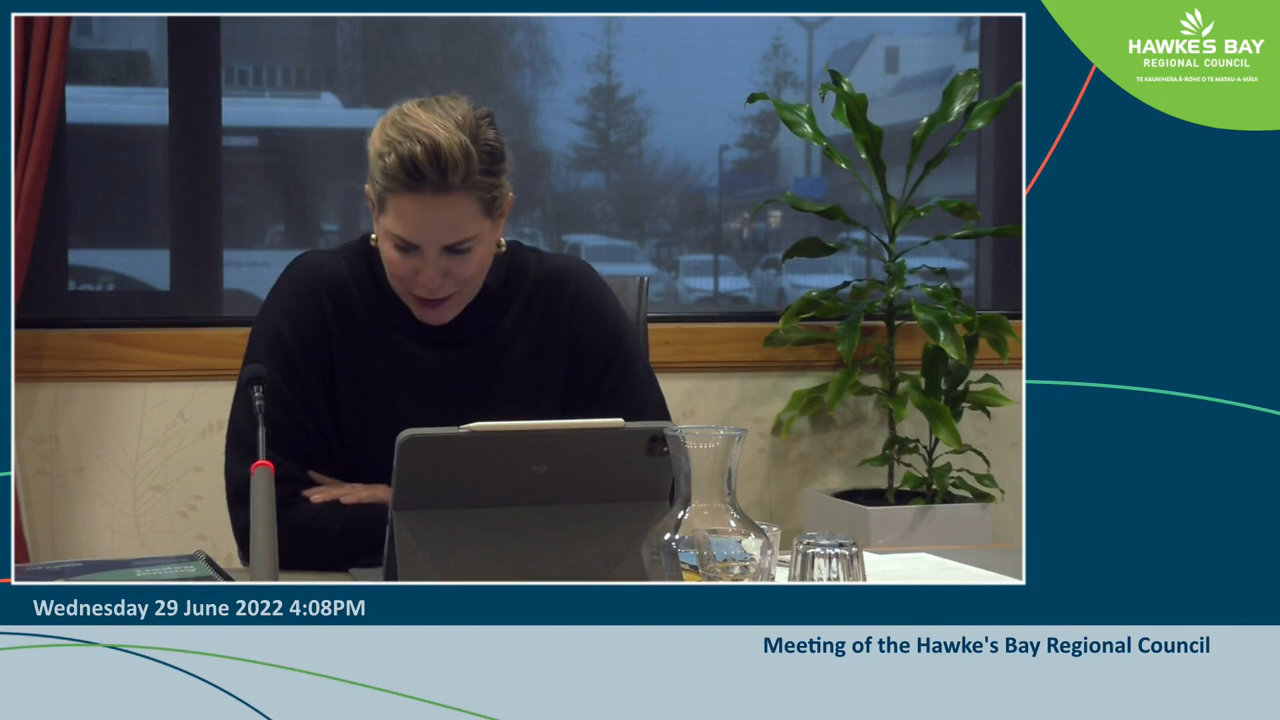 HAWKE'S BAY
REGIONAL COUNCIL
TE KAUNIHERA Ā-ROHE O TE MATAU-A-MĀUI
Wednesday 29 June 2022 4:08PM
Meeting of the Hawke's Bay Regional Council